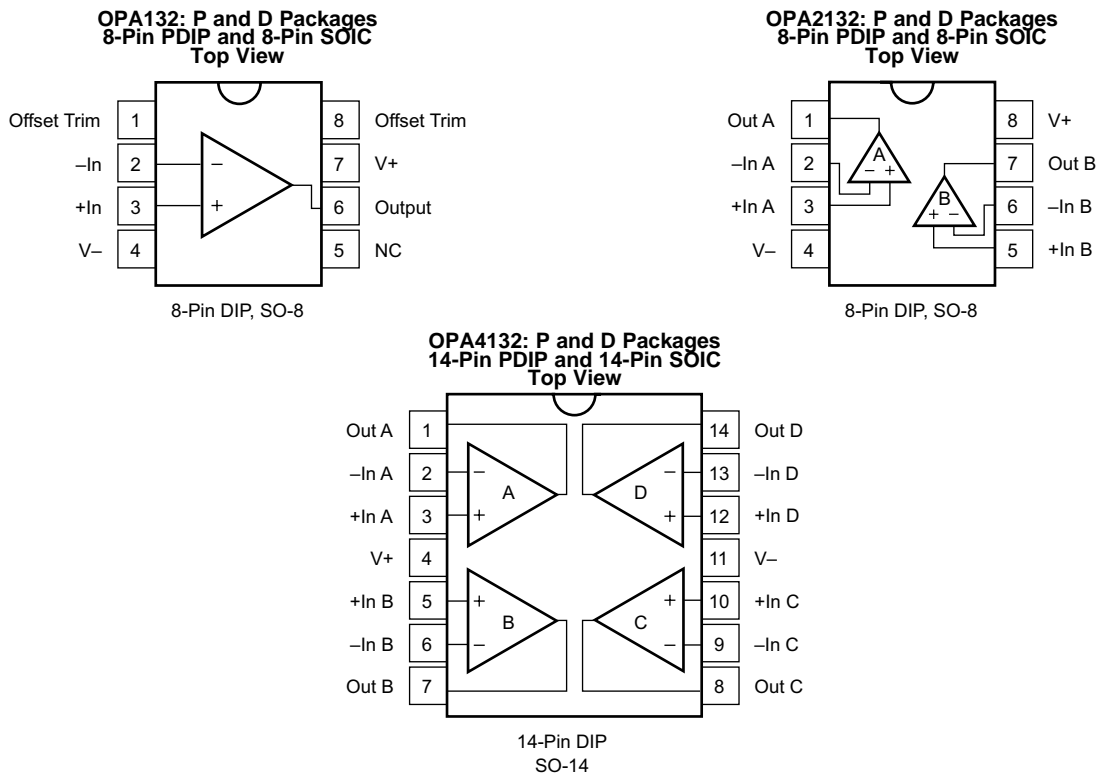 OPA132: P and D Packages
8-Pin PDIP and 8-Pin SOIC
Top View
Offset Trim 1 8 Offset Trim
–In 2 – 7 V+
+In 3 + 6 Output
V– 4 5 NC
8-Pin DIP, SO-8
OPA2132: P and D Packages
8-Pin PDIP and 8-Pin SOIC
Top View
Out A 1 8 V+
A
–In A 2 – + 7 Out B
B
+In A 3 + – 6 –In B
V– 4 5 +In B
8-Pin DIP, SO-8
OPA4132: P and D Packages
14-Pin PDIP and 14-Pin SOIC
Top View
Out A 1 14 Out D
–In A 2 – – 13 –In D
A D
+In A 3 + + 12 +In D
V+ 4 11 V–
+In B 5 + + 10 +In C
B C
–In B 6 – – 9 –In C
Out B 7 8 Out C
14-Pin DIP
SO-14